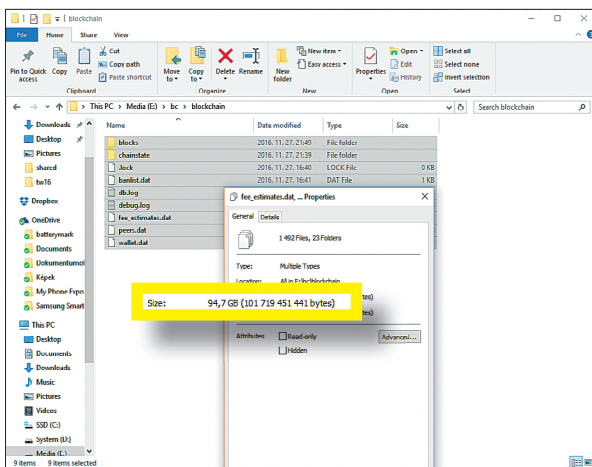 blockchain
File Home Share View
Pin to Quick access
Copy
Paste
Cut
Copy path
Paste shortcut
Clipboard
Move to
Copy to
Delete
Rename
Organize
New folder
New item
Easy access
New
Properties
Open
Edit
History
Open
Select all
Select none
Invert selection
Select
This PC > Media (E:) > bc > blockchain
Search blockchain
Name Date modified Type Size
blocks 2016. 11. 27. 21:49 File folder
chainstate 2016. 11. 27. 21:39 File folder
.lock 2016. 11. 27. 16:40 LOCK File 0 KB
banlist.dat 2016. 11. 27. 16:41 DAT File 1 KB
db.log
debug.log
fee_estimates.dat
peers.dat
wallet.dat
Downloads
Desktop
Pictures
shared
tw16
Dropbox
OneDrive
batterymark
Documents
Dokumentumok
Képek
My Phone Expo
Samsung Smart
This PC
Desktop
Documents
Downloads
Music
Pictures
Videos
SSD (C:)
System (D:)
Media (E:)
fee_estimates.dat, ... Properties
General Details
1 492 Files, 23 Folders
Type: Multiple Types
Location: All in E:\bc\blockchain
Size: 94,7 GB (101 719 451 441 bytes)
Attributes Read-only Advanced...
Hidden
9 items 9 items selected